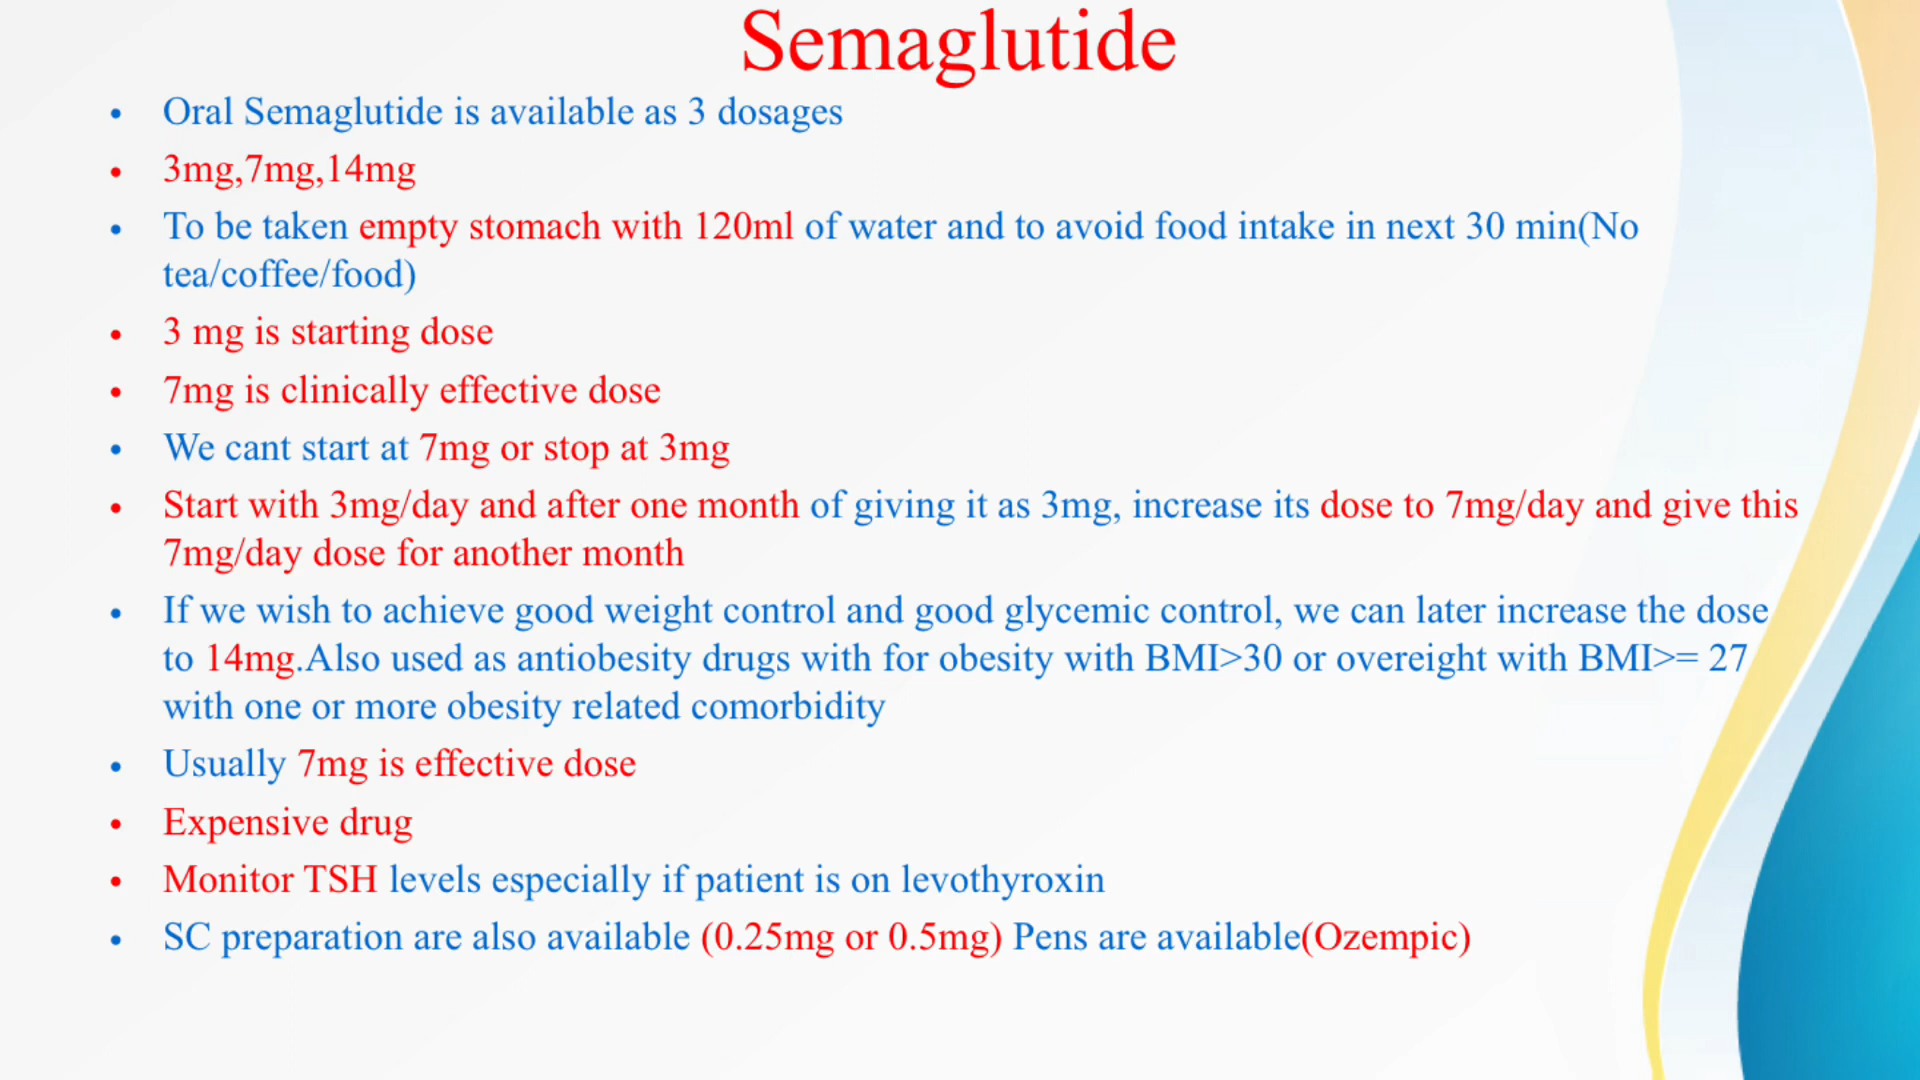 Semaglutide
• Oral Semaglutide is available as 3 dosages
• 3mg,7mg,14mg
• To be taken empty stomach with 120ml of water and to avoid food intake in next 30 min(No
tea/coffee/food)
• 3 mg is starting dose
• 7mg is clinically effective dose
• We cant start at 7mg or stop at 3mg
• Start with 3mg/day and after one month of giving it as 3mg, increase its dose to 7mg/day and give this
7mg/day dose for another month
• If we wish to achieve good weight control and good glycemic control, we can later increase the dose
to 14mg.Also used as antiobesity drugs with for obesity with BMI>30 or overeight with BMI>= 27
with one or more obesity related comorbidity
• Usually 7mg is effective dose
• Expensive drug
• Monitor TSH levels especially if patient is on levothyroxin
• SC preparation are also available (0.25mg or 0.5mg) Pens are available(Ozempic)